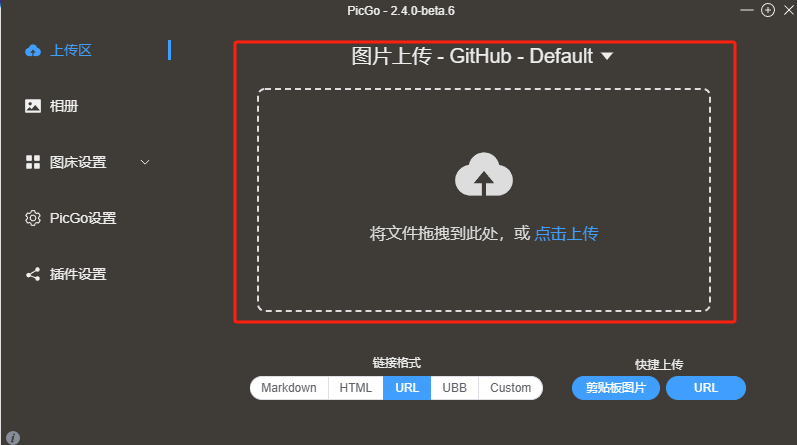 PicGo - 2.4.0-beta.6
上传区
相册
图床设置
PicGo设置
插件设置
图片上传 - GitHub - Default
将文件拖拽到此处，或 点击上传
链接格式
Markdown HTML URL UBB Custom
快捷上传
剪贴板图片 URL